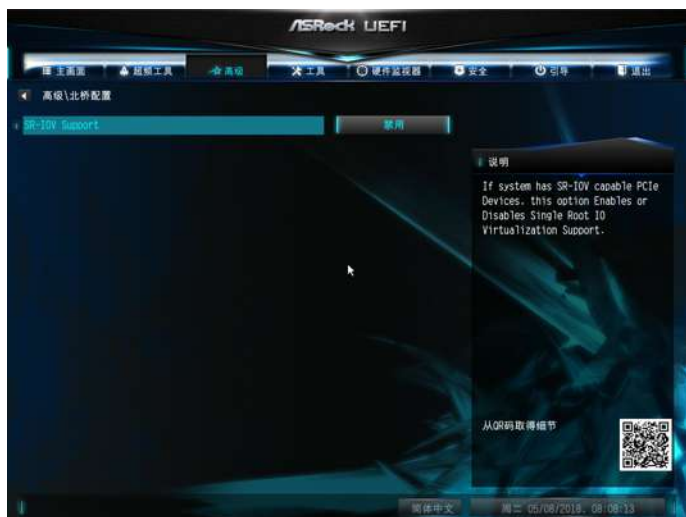 ASRock UEFI
主画面 超频工具 高级 工具 硬件监视器 安全 引导 退出
高级\北桥配置
SR-IOV Support 禁用
说明
If system has SR-IOV capable PCIe
Devices. this option Enables or
Disables Single Root IO
Virtualization Support.
从QR码取得细节
简体中文 周二 05/08/2018. 08:08:13